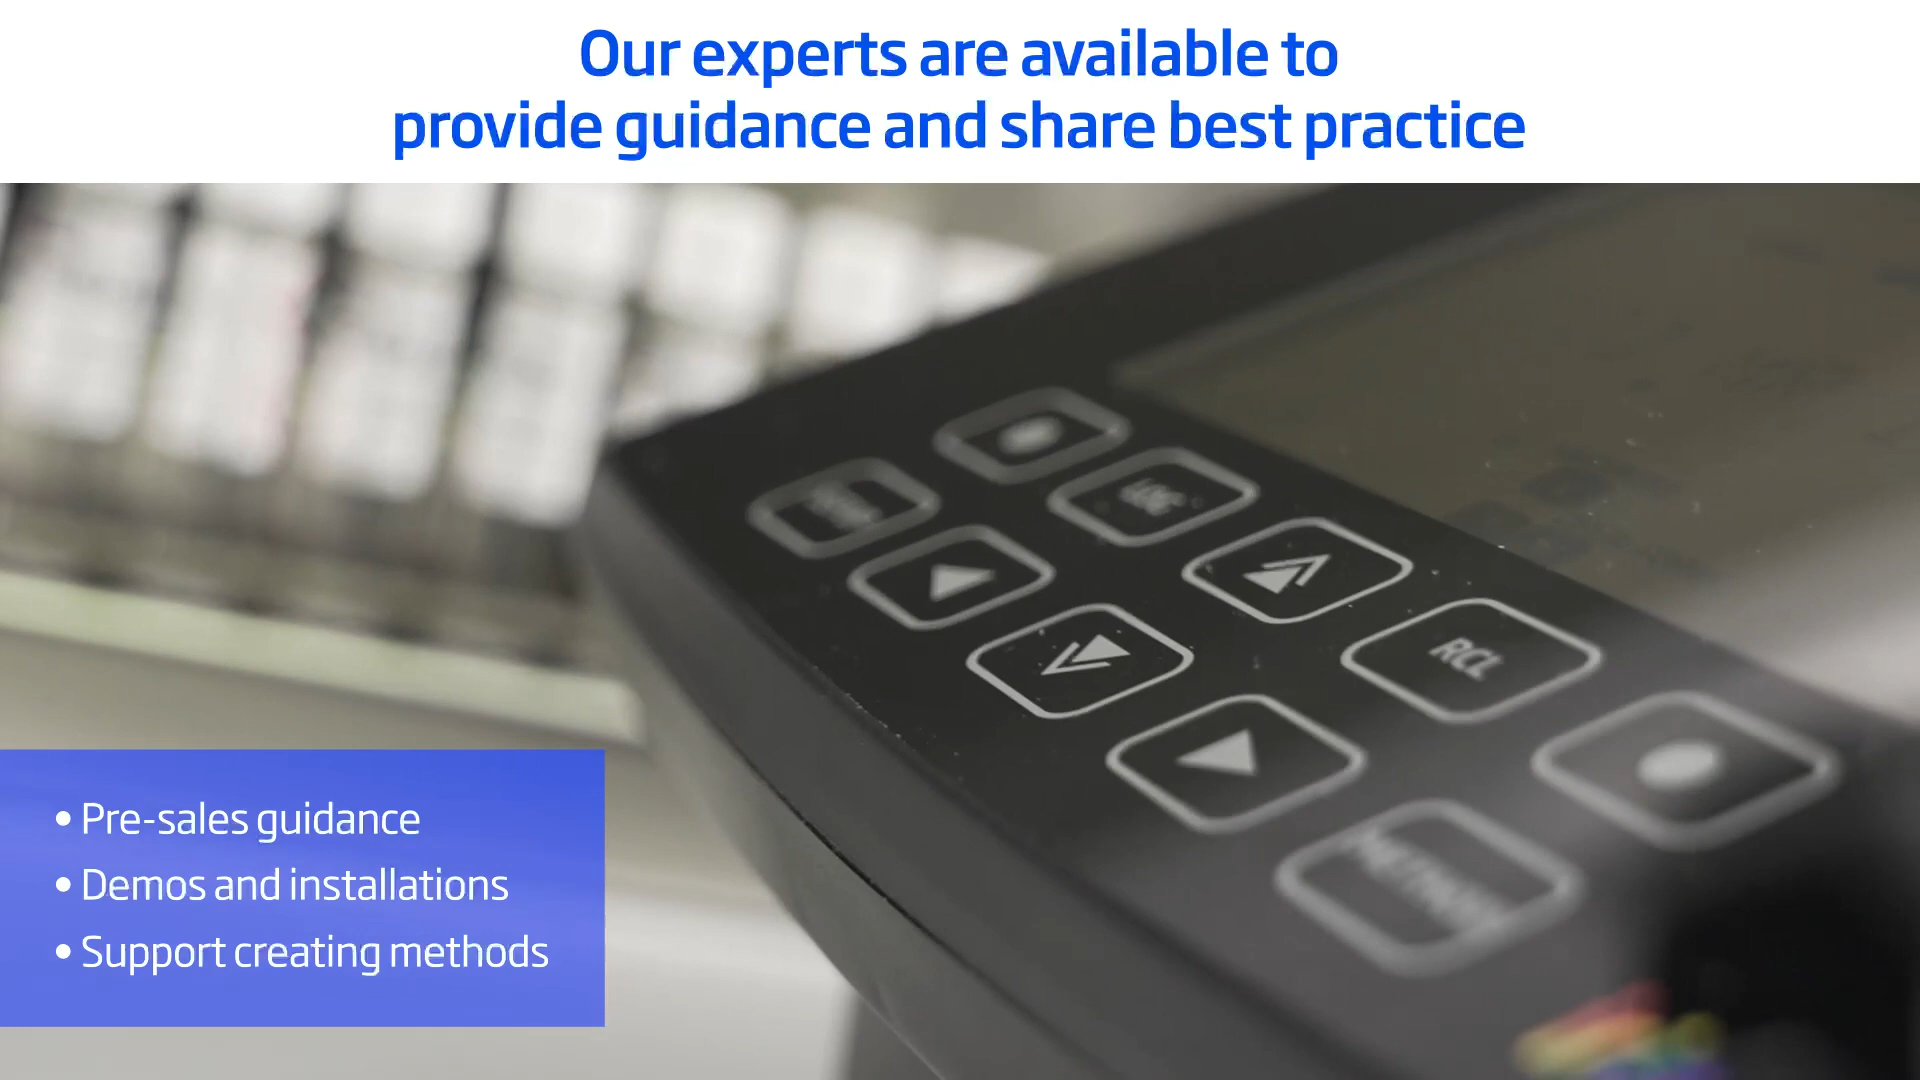 Our experts are available to
provide guidance and share best practice
LOG
RCL
• Pre-sales guidance
• Demos and installations
• Support creating methods